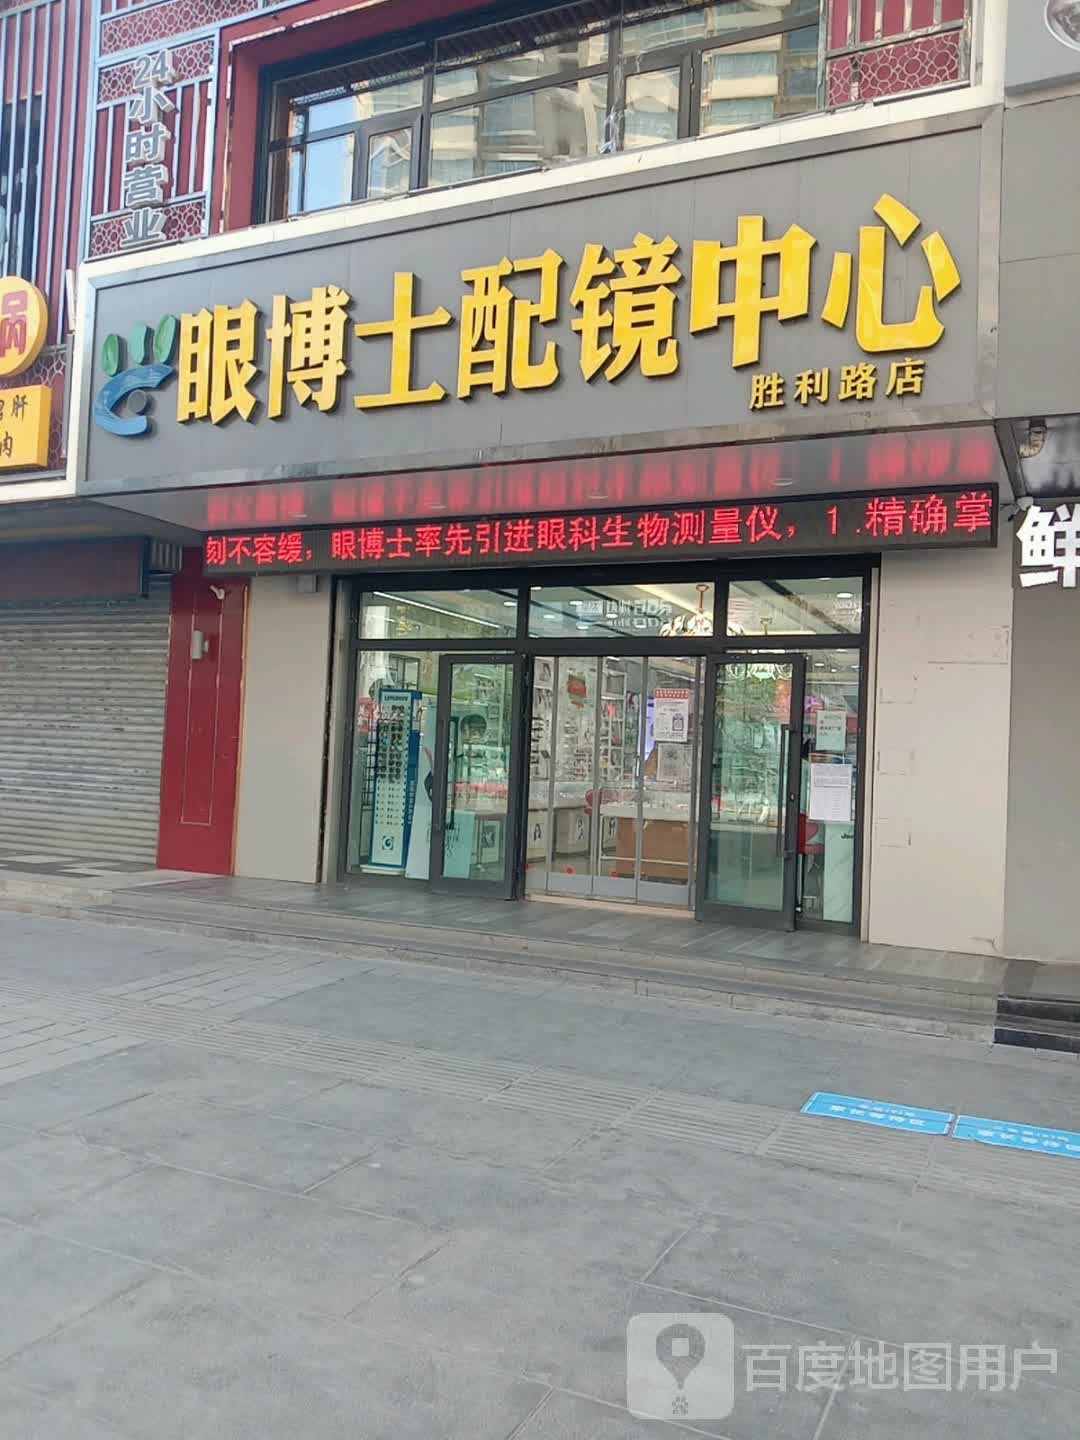 24小时营业
眼博士配镜中心
胜利路店
刻不容缓，眼博士率先引进眼科生物测量仪，1.精确掌
鲜
肝
肉
百度地图用户